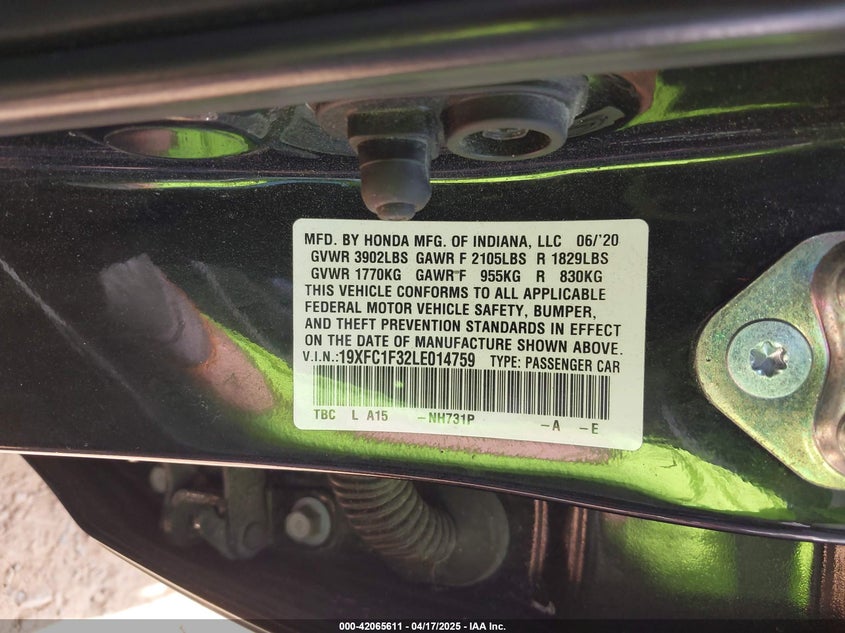 MFD. BY HONDA MFG. OF INDIANA, LLC 06/'20
GVWR 3902LBS GAWR F 2105LBS R 1829LBS
GVWR 1770KG GAWR F 955KG R 830KG
THIS VEHICLE CONFORMS TO ALL APPLICABLE
FEDERAL MOTOR VEHICLE SAFETY, BUMPER,
AND THEFT PREVENTION STANDARDS IN EFFECT
ON THE DATE OF MANUFACTURE SHOWN ABOVE.
V.I.N.:19XFC1F32LE014759 TYPE: PASSENGER CAR
TBC L A15 -NH731P -A -E
000-42065611 04/17/2025 - IAA Inc.